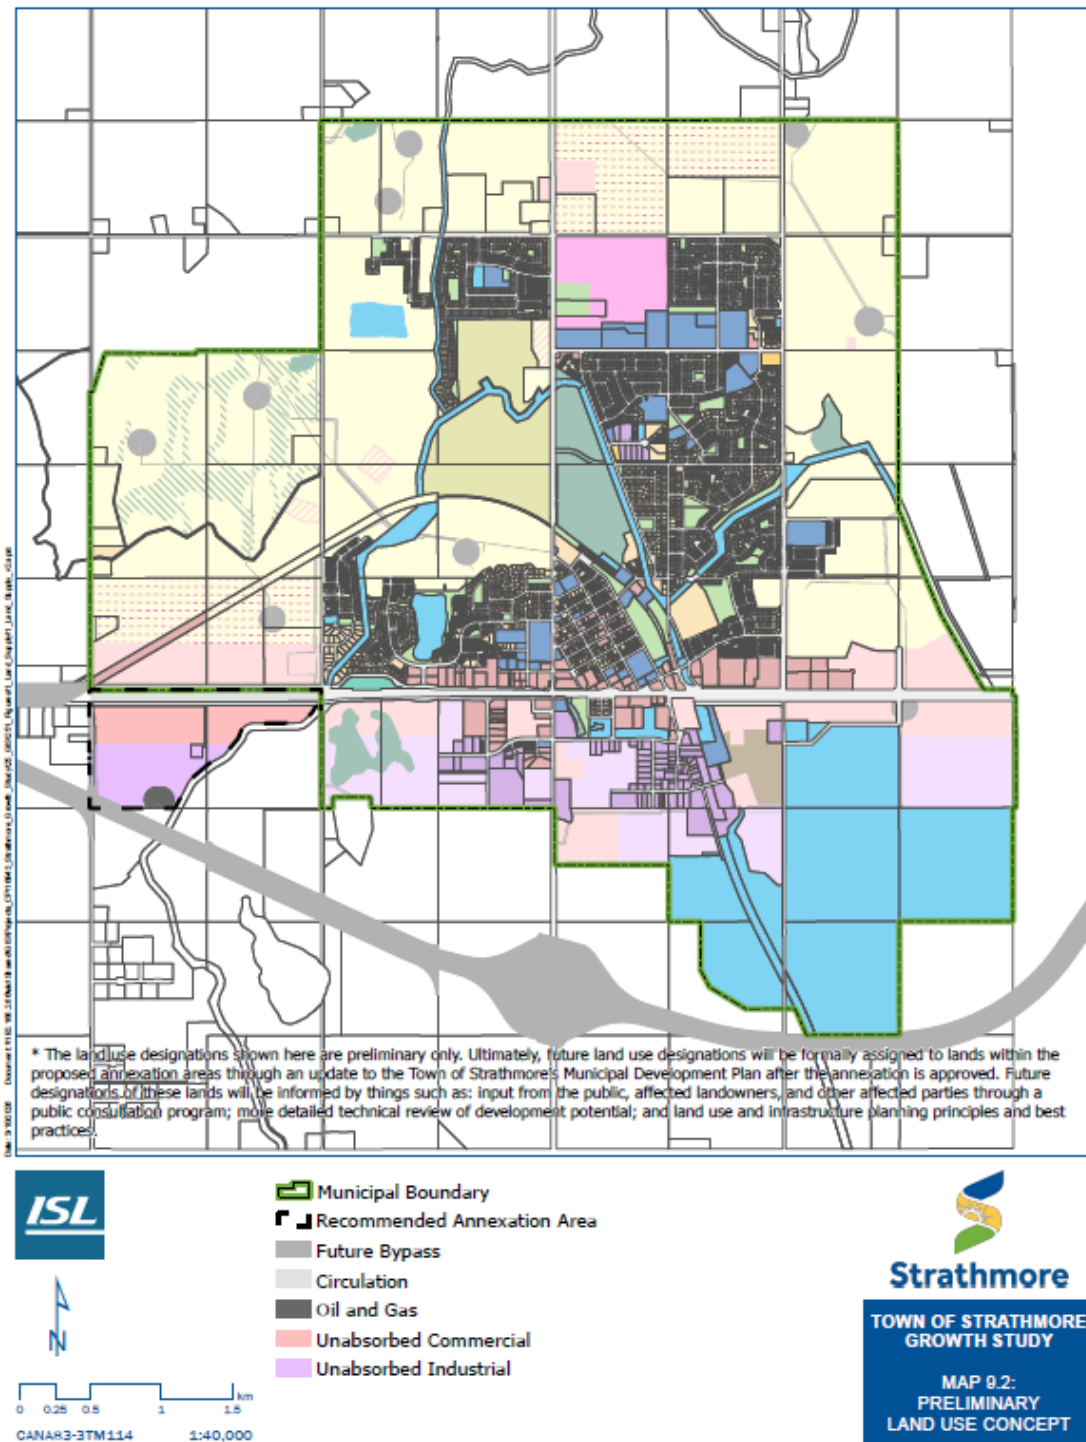 * The land use designations shown here are preliminary only. Ultimately, future land use designations will be formally assigned to lands within the
proposed annexation areas through an update to the Town of Strathmore's Municipal Development Plan after the annexation is approved. Future
designations of these lands will be informed by things such as: input from the public, affected landowners, and other affected parties through a
public consultation program; more detailed technical review of development potential; and land use and infrastructure planning principles and best
practices.
ISL
N
0 0.25 0.5 1 1.5 km
CANA83-3TM114 1:40,000
Municipal Boundary
Recommended Annexation Area
Future Bypass
Circulation
Oil and Gas
Unabsorbed Commercial
Unabsorbed Industrial
Strathmore
TOWN OF STRATHMORE
GROWTH STUDY
MAP 9.2:
PRELIMINARY
LAND USE CONCEPT